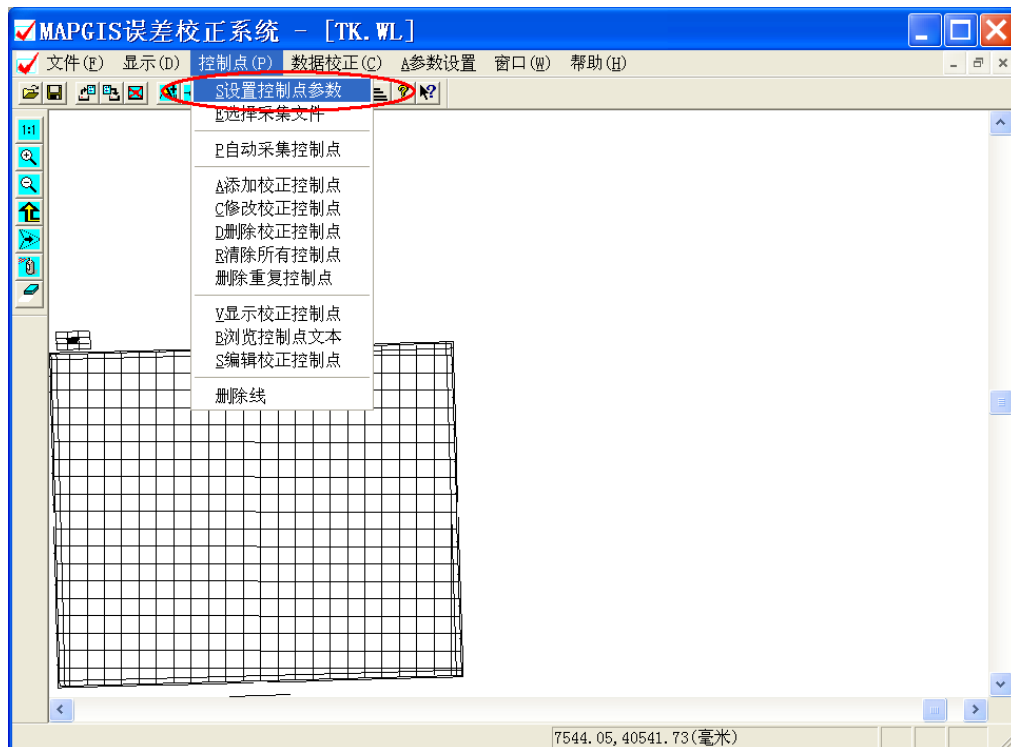 MAPGIS误差校正系统 - [TK.WL]
文件(F) 显示(D) 控制点(P) 数据校正(C) A参数设置 窗口(W) 帮助(H)
S设置控制点参数
E选择采集文件
P自动采集控制点
A添加校正控制点
C修改校正控制点
D删除校正控制点
R清除所有控制点
删除重复控制点
V显示校正控制点
B浏览控制点文本
S编辑校正控制点
删除线
1:1
7544.05,40541.73(毫米)